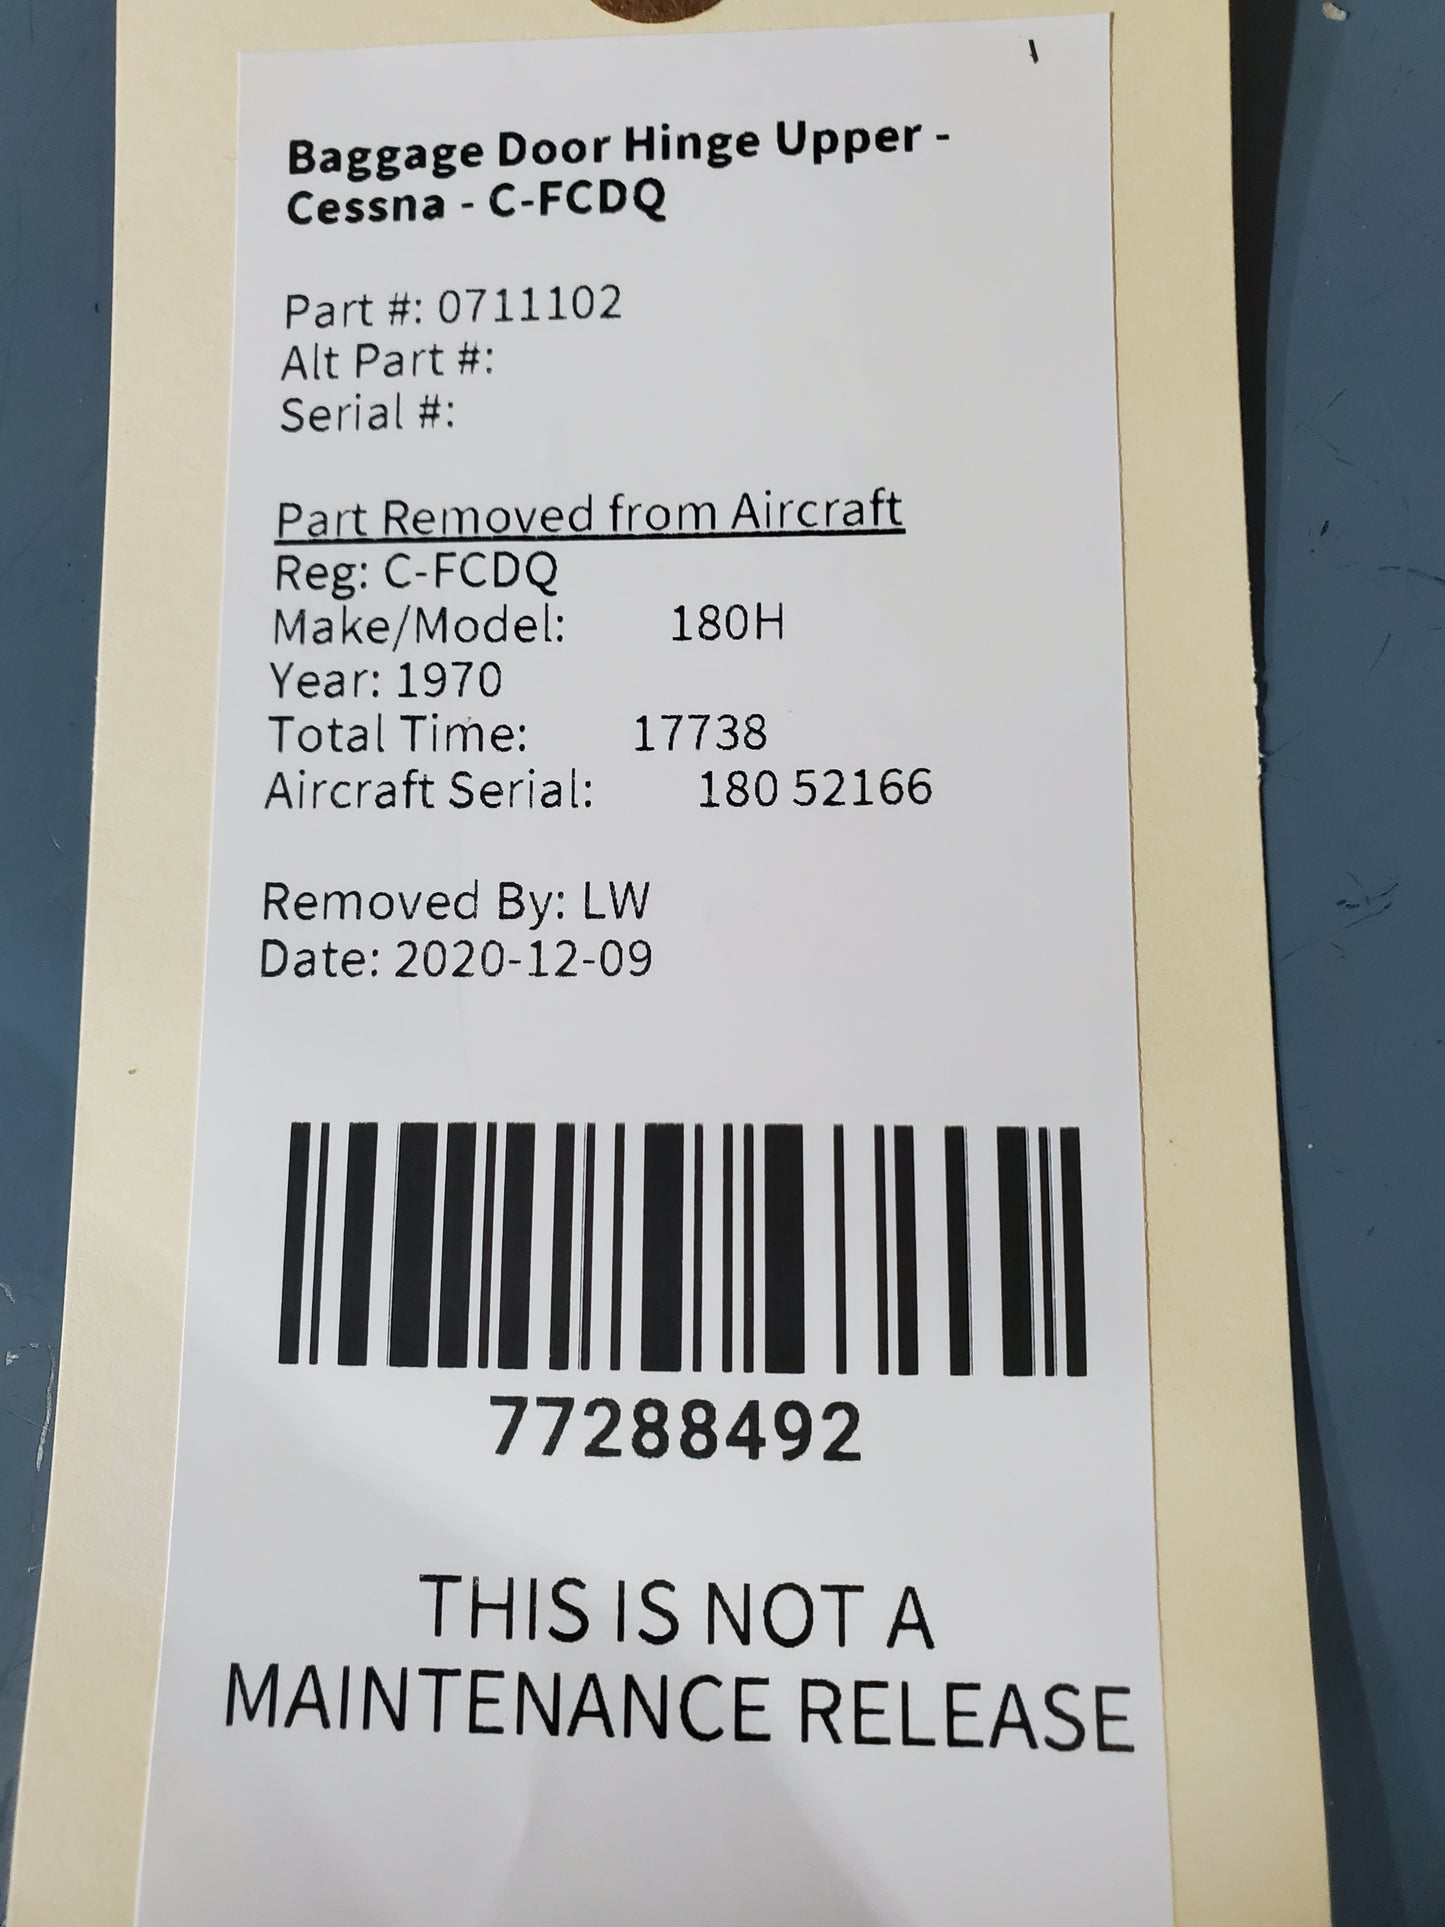 Baggage Door Hinge Upper -
Cessna - C-FCDQ
Part #: 0711102
Alt Part #:
Serial #:
Part Removed from Aircraft
Reg: C-FCDQ
Make/Model: 180H
Year: 1970
Total Time: 17738
Aircraft Serial: 180 52166
Removed By: LW
Date: 2020-12-09
77288492
THIS IS NOT A
MAINTENANCE RELEASE